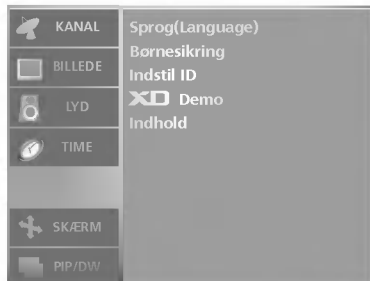 KANAL
BILLEDE
LYD
TIME
SKÆRM
PIP/DW
Sprog(Language)
Børnesikring
Indstil ID
XD Demo
Indhold